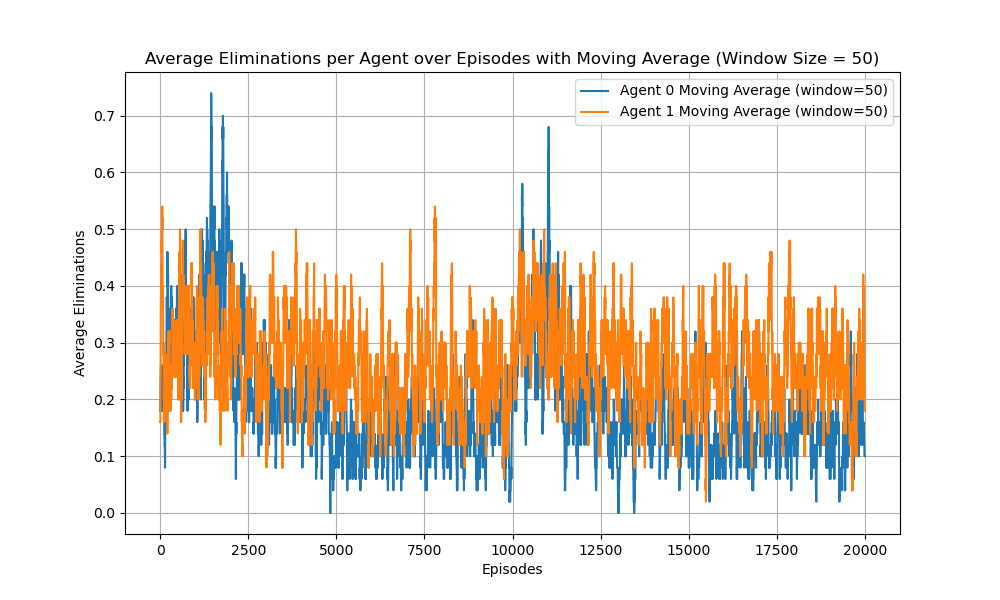 Average Eliminations per Agent over Episodes with Moving Average (Window Size = 50)
Agent 0 Moving Average (window=50)
Agent 1 Moving Average (window=50)
Average Eliminations
0.7
0.6
0.5
0.4
0.3
0.2
0.1
0.0
0 2500 5000 7500 10000 12500 15000 17500 20000
Episodes